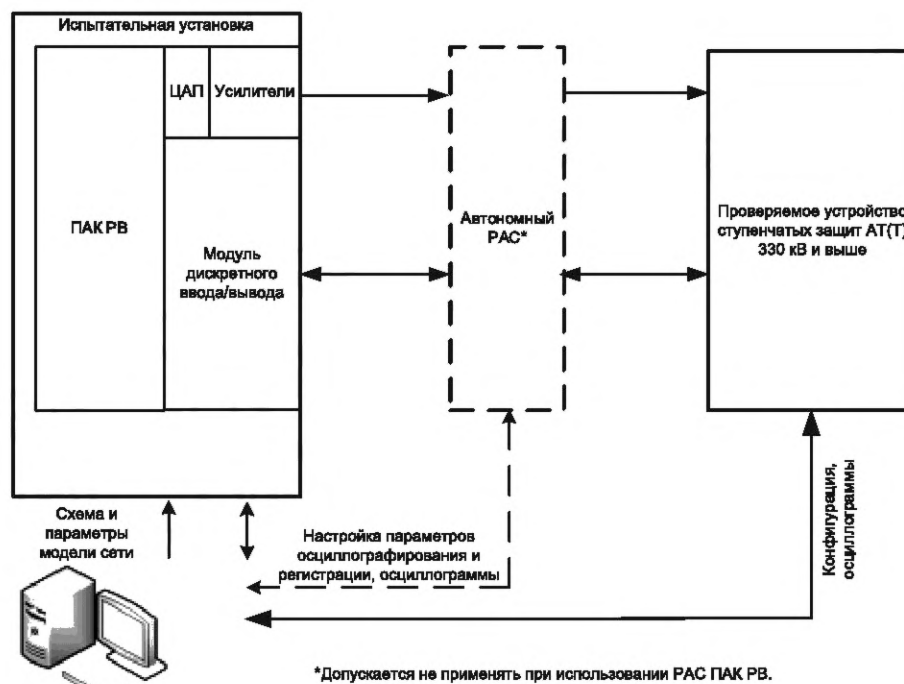 Испытательная установка
ЦАП
Усилители
ПАК РВ
Модуль
дискретного
ввода/вывода
Автономный
РАС*
Проверяемое устройство
ступенчатых защит АТ(Т)
330 кВ и выше
Схема и
параметры
модели сети
Настройка параметров
осциллографирования и
регистрации, осциллограммы
Конфигурация,
осциллограммы
*Допускается не применять при использовании РАС ПАК РВ.